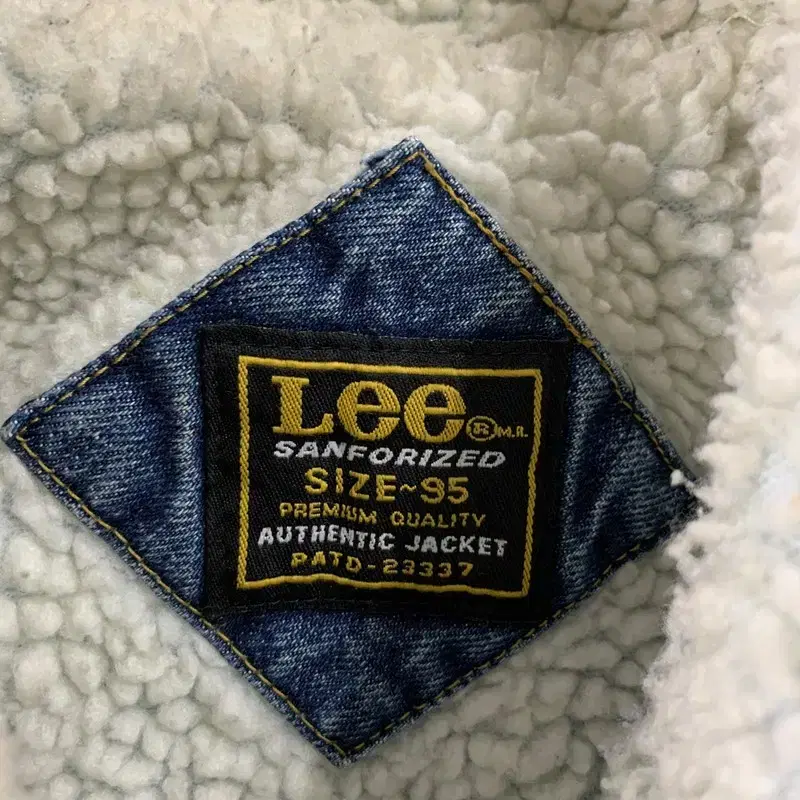 Lee ® M.R.
SANFORIZED
SIZE~95
PREMIUM QUALITY
AUTHENTIC JACKET
PATD-23337